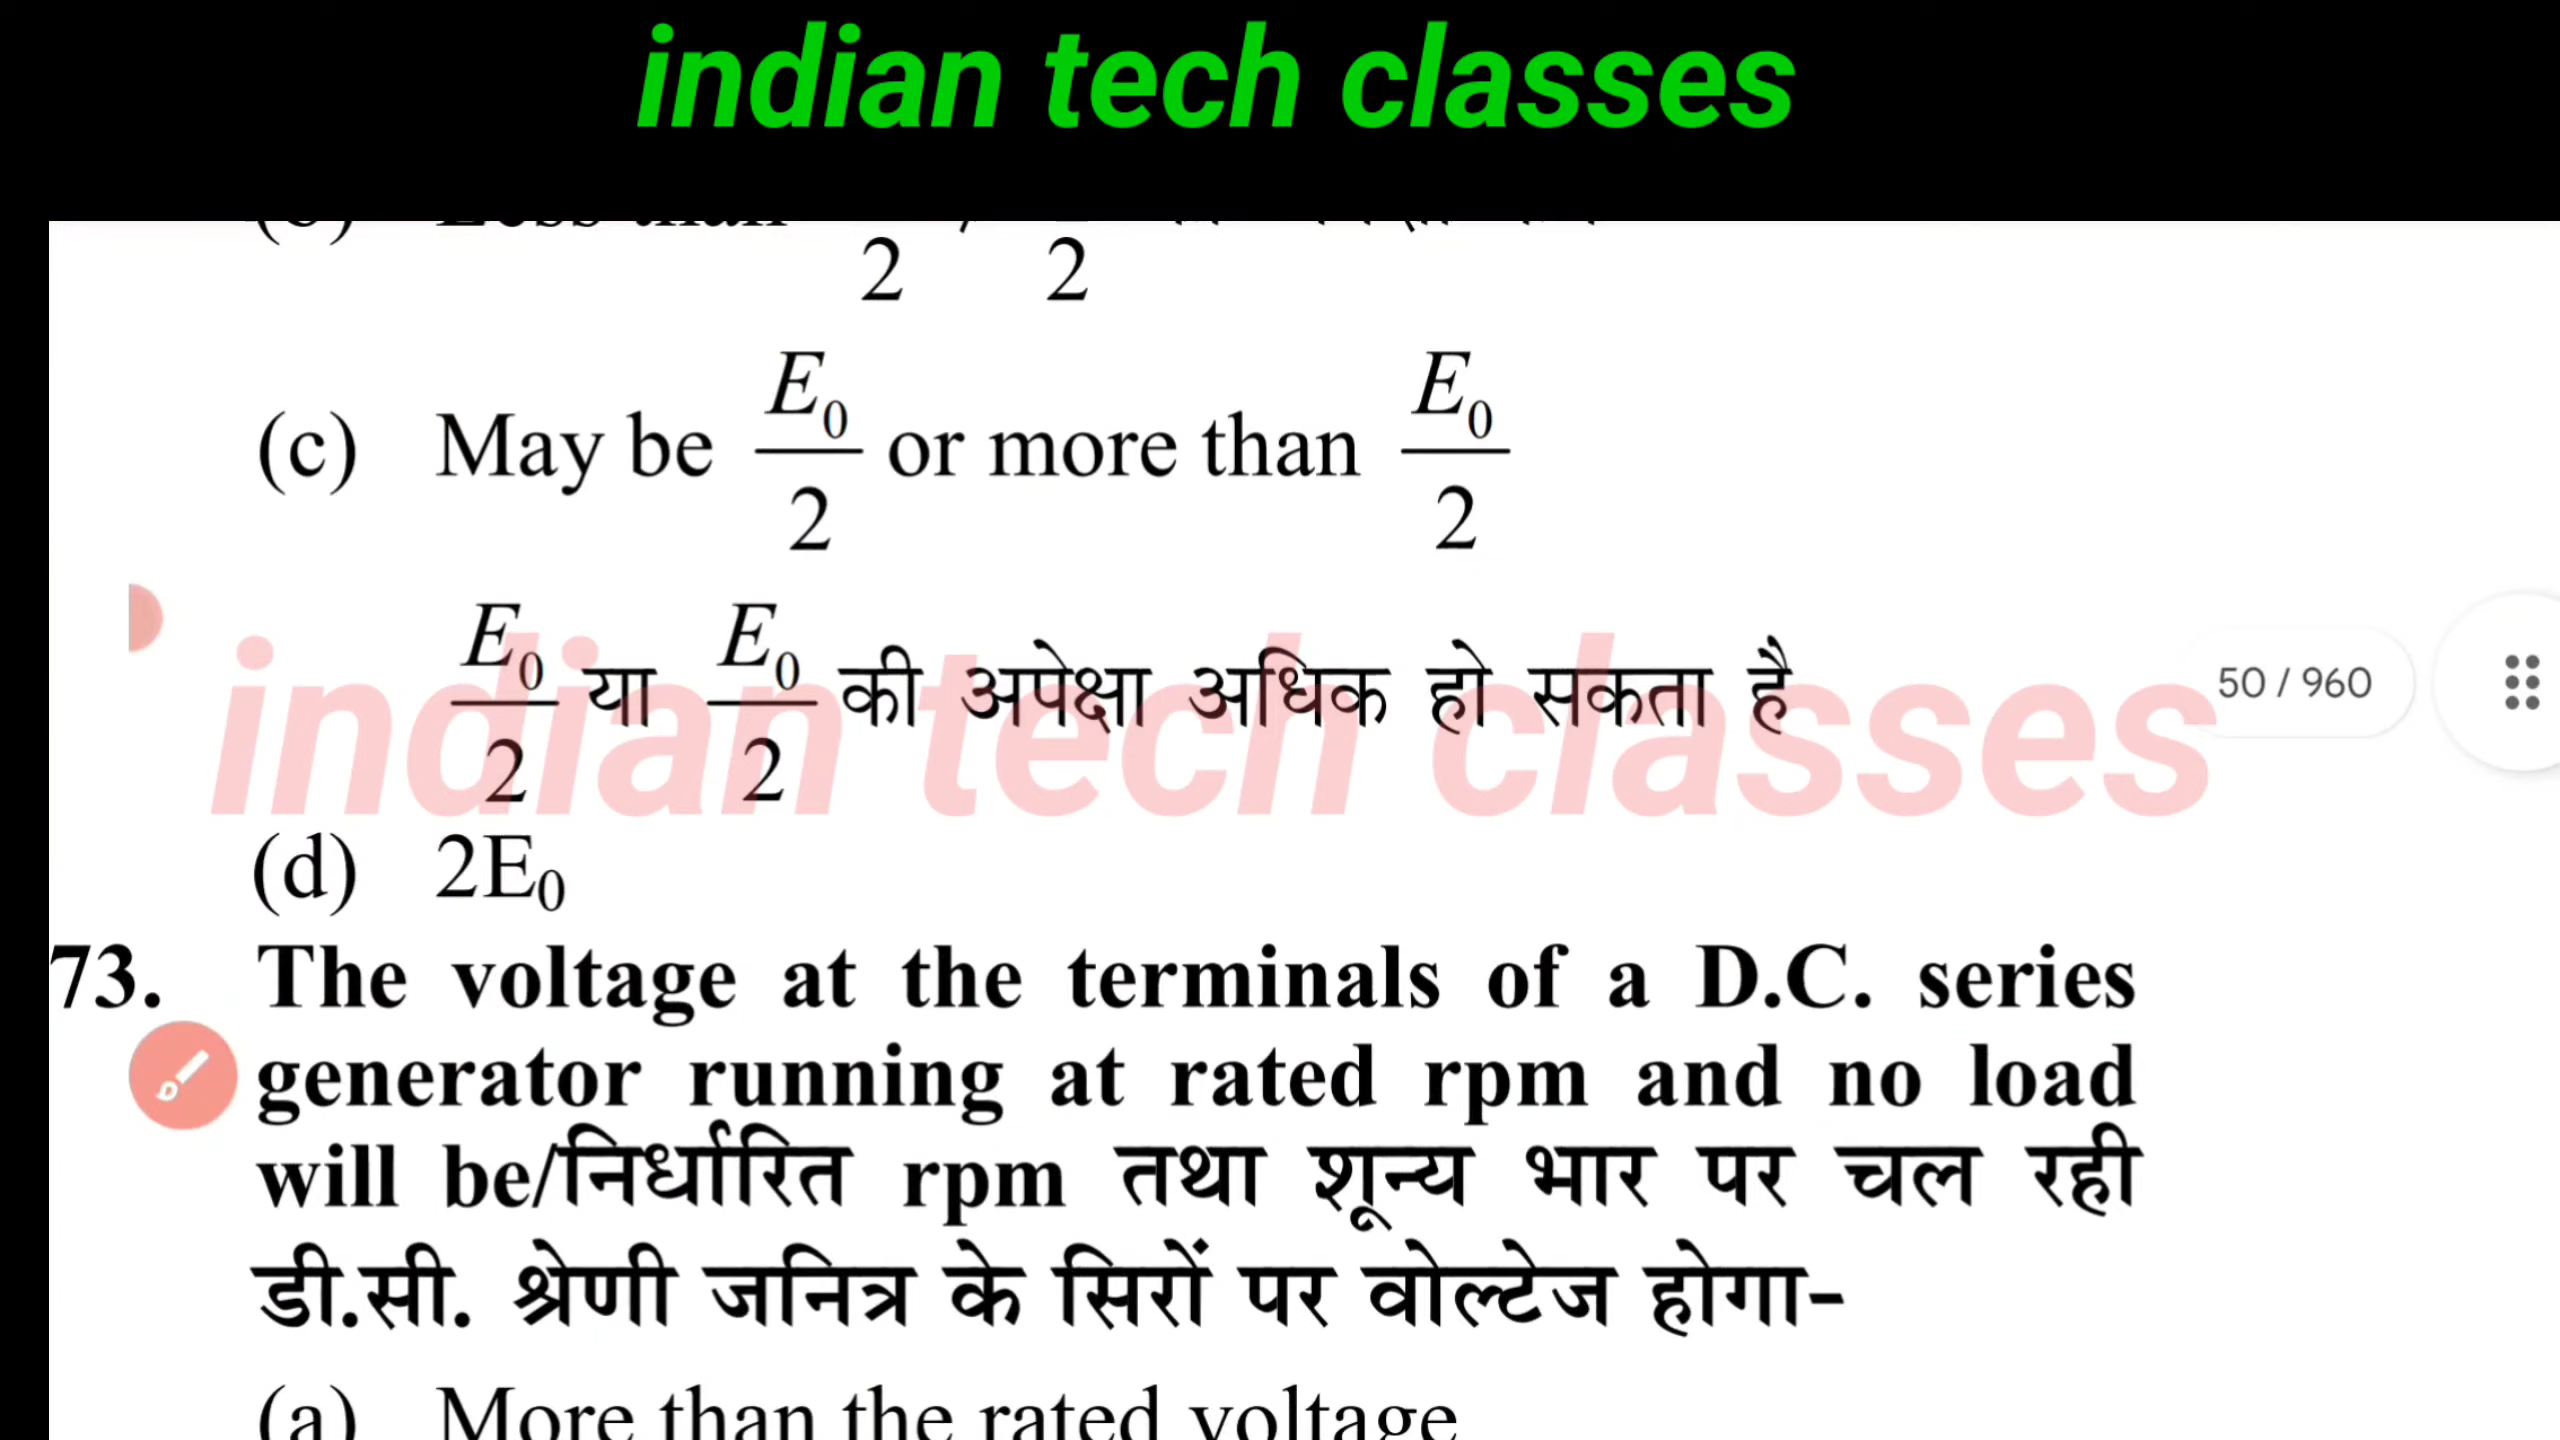 indian tech classes
2 2
(c) May be E₀/2 or more than E₀/2
E₀/2 या E₀/2 की अपेक्षा अधिक हो सकता है
50 / 960
indian tech classes
(d) 2E₀
73. The voltage at the terminals of a D.C. series
generator running at rated rpm and no load
will be/निर्धारित rpm तथा शून्य भार पर चल रही
डी.सी. श्रेणी जनित्र के सिरों पर वोल्टेज होगा-
(a) More than the rated voltage